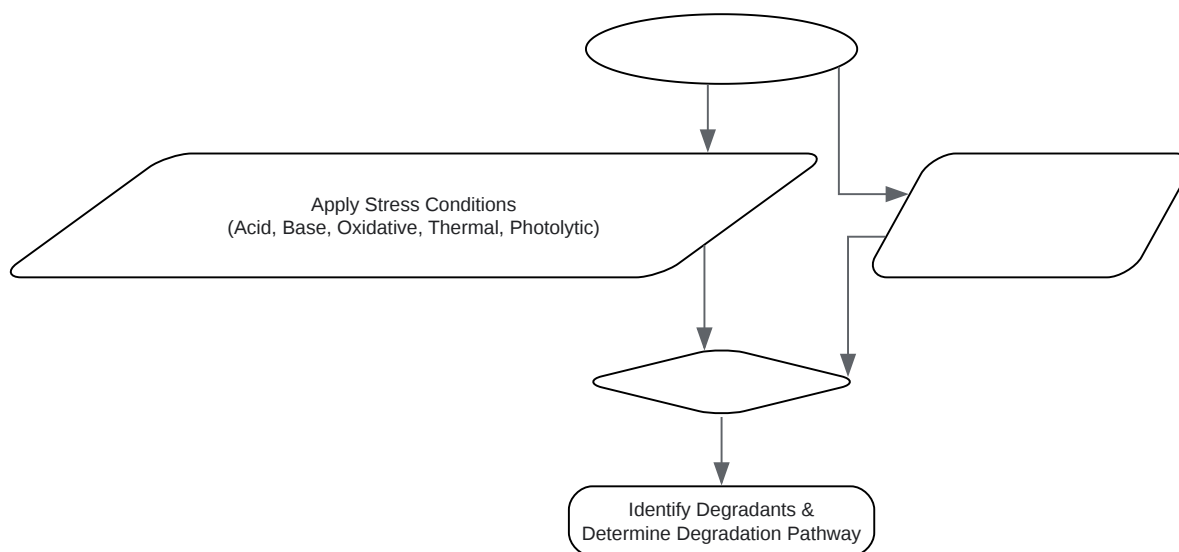 Apply Stress Conditions
(Acid, Base, Oxidative, Thermal, Photolytic)
Identify Degradants &
Determine Degradation Pathway